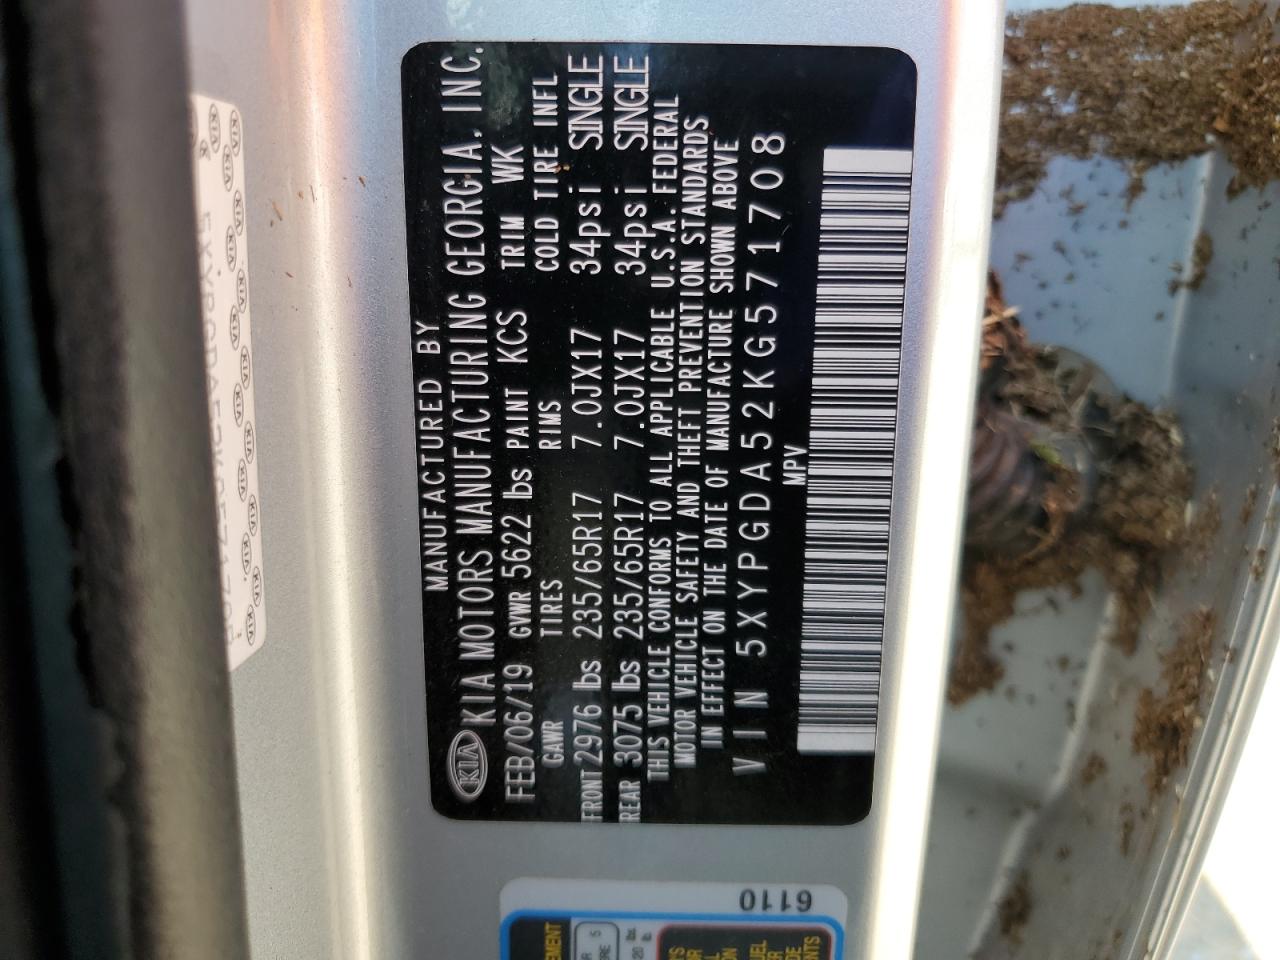 MANUFACTURED BY
KIA KIA MOTORS MANUFACTURING GEORGIA, INC.
FEB/06/19 GVWR 5622 lbs PAINT KCS TRIM WK
GAWR TIRES RIMS COLD TIRE INFL
FRONT 2976 lbs 235/65R17 7.0JX17 34psi SINGLE
REAR 3075 lbs 235/65R17 7.0JX17 34psi SINGLE
THIS VEHICLE CONFORMS TO ALL APPLICABLE U.S.A FEDERAL
MOTOR VEHICLE SAFETY AND THEFT PREVENTION STANDARDS
IN EFFECT ON THE DATE OF MANUFACTURE SHOWN ABOVE
VIN 5XYPGDA52KG571708
MPV
6110